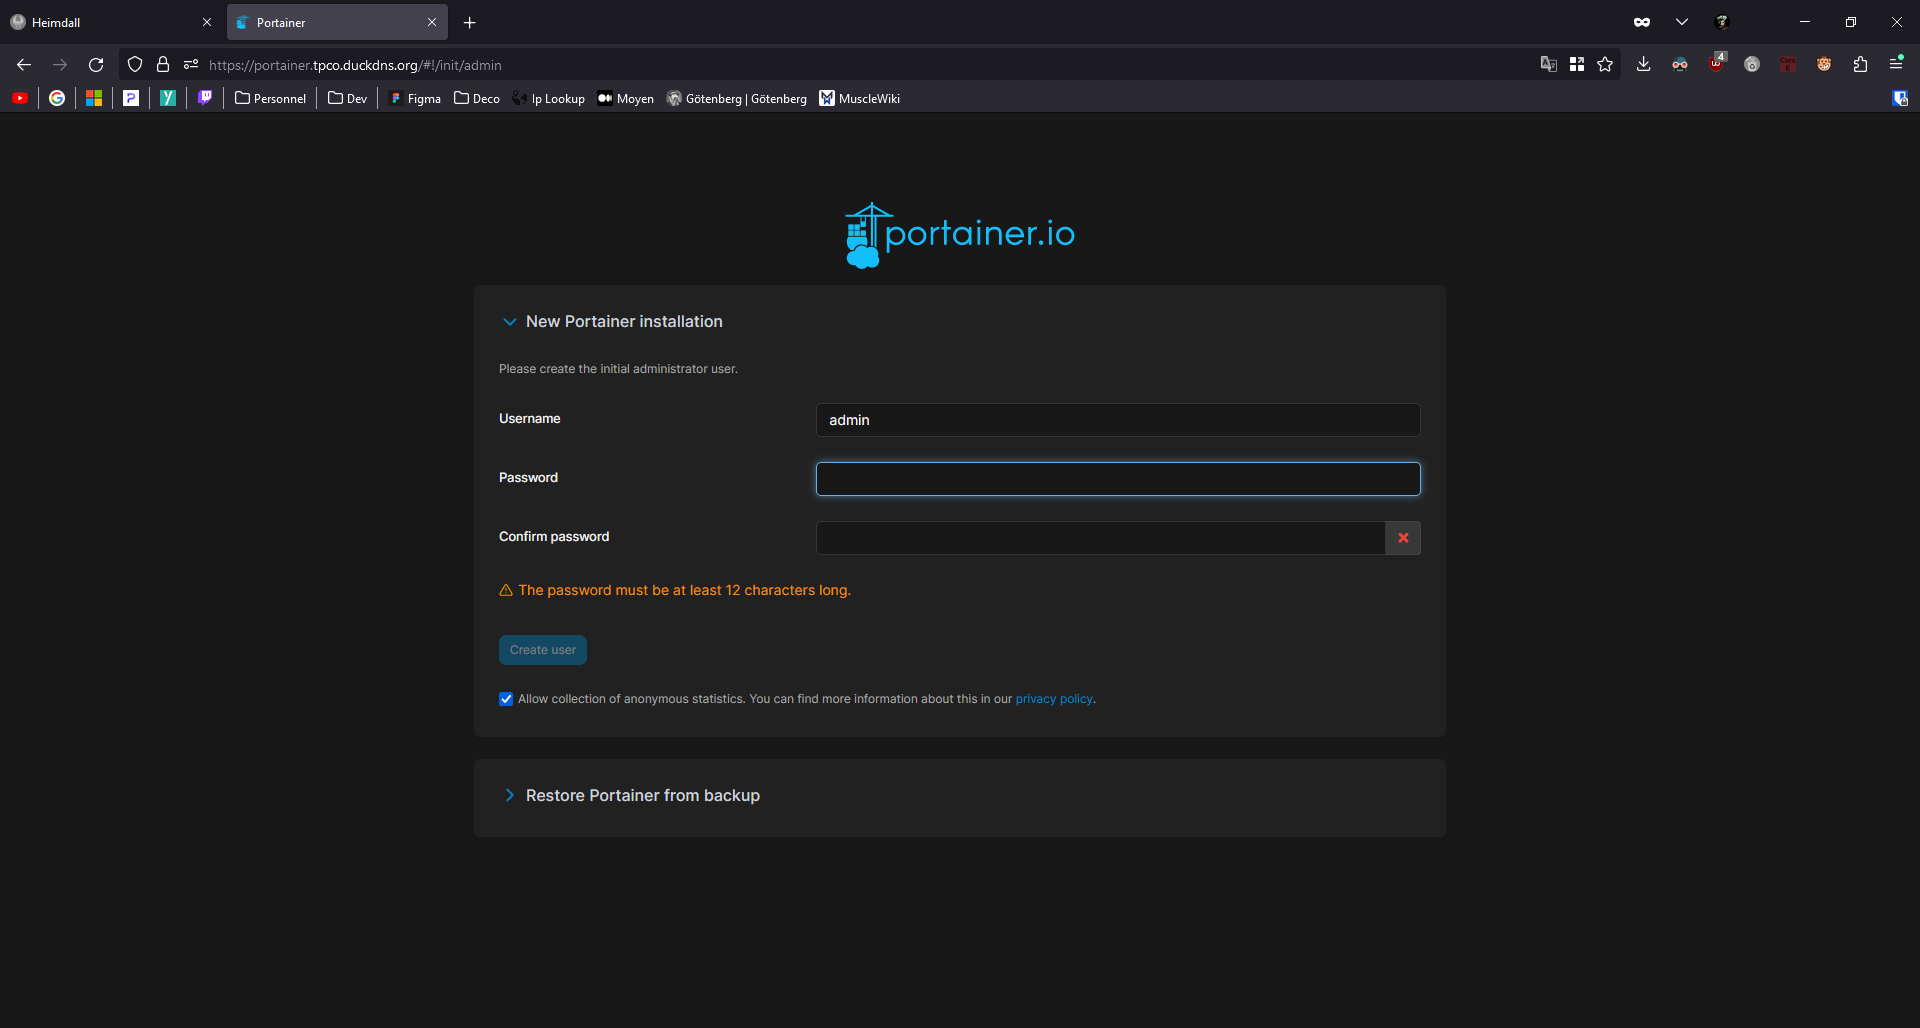 Heimdall
Portainer
https://portainer.tpco.duckdns.org/#!/init/admin
4
Personnel
Dev
Figma
Deco
Ip Lookup
Moyen
Götenberg | Götenberg
MuscleWiki
portainer.io
New Portainer installation
Please create the initial administrator user.
Username
admin
Password
Confirm password
The password must be at least 12 characters long.
Create user
Allow collection of anonymous statistics. You can find more information about this in our privacy policy.
Restore Portainer from backup